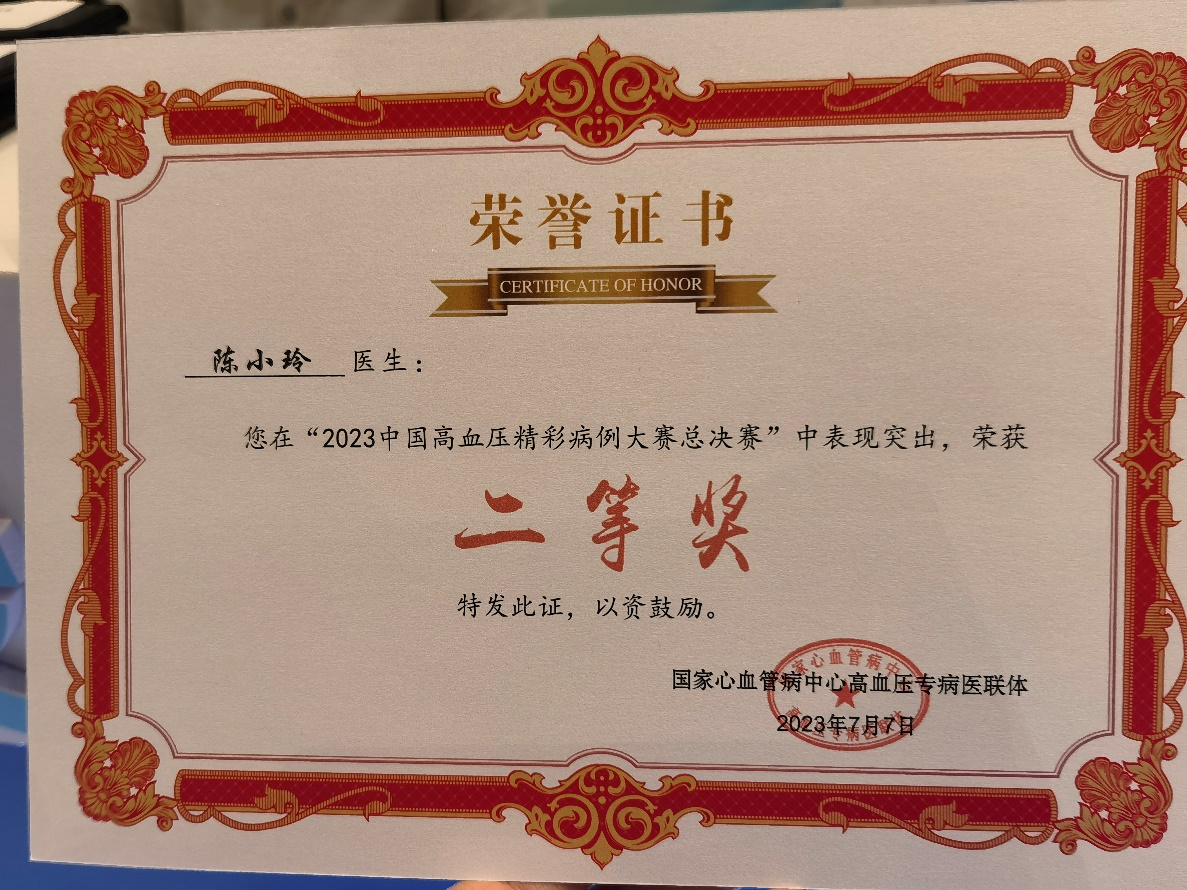 荣誉证书
CERTIFICATE OF HONOR
陈小玲 医生：
您在“2023中国高血压精彩病例大赛总决赛”中表现突出，荣获
二等奖
特发此证，以资鼓励。
国家心血管病中心高血压专病医联体
2023年7月7日